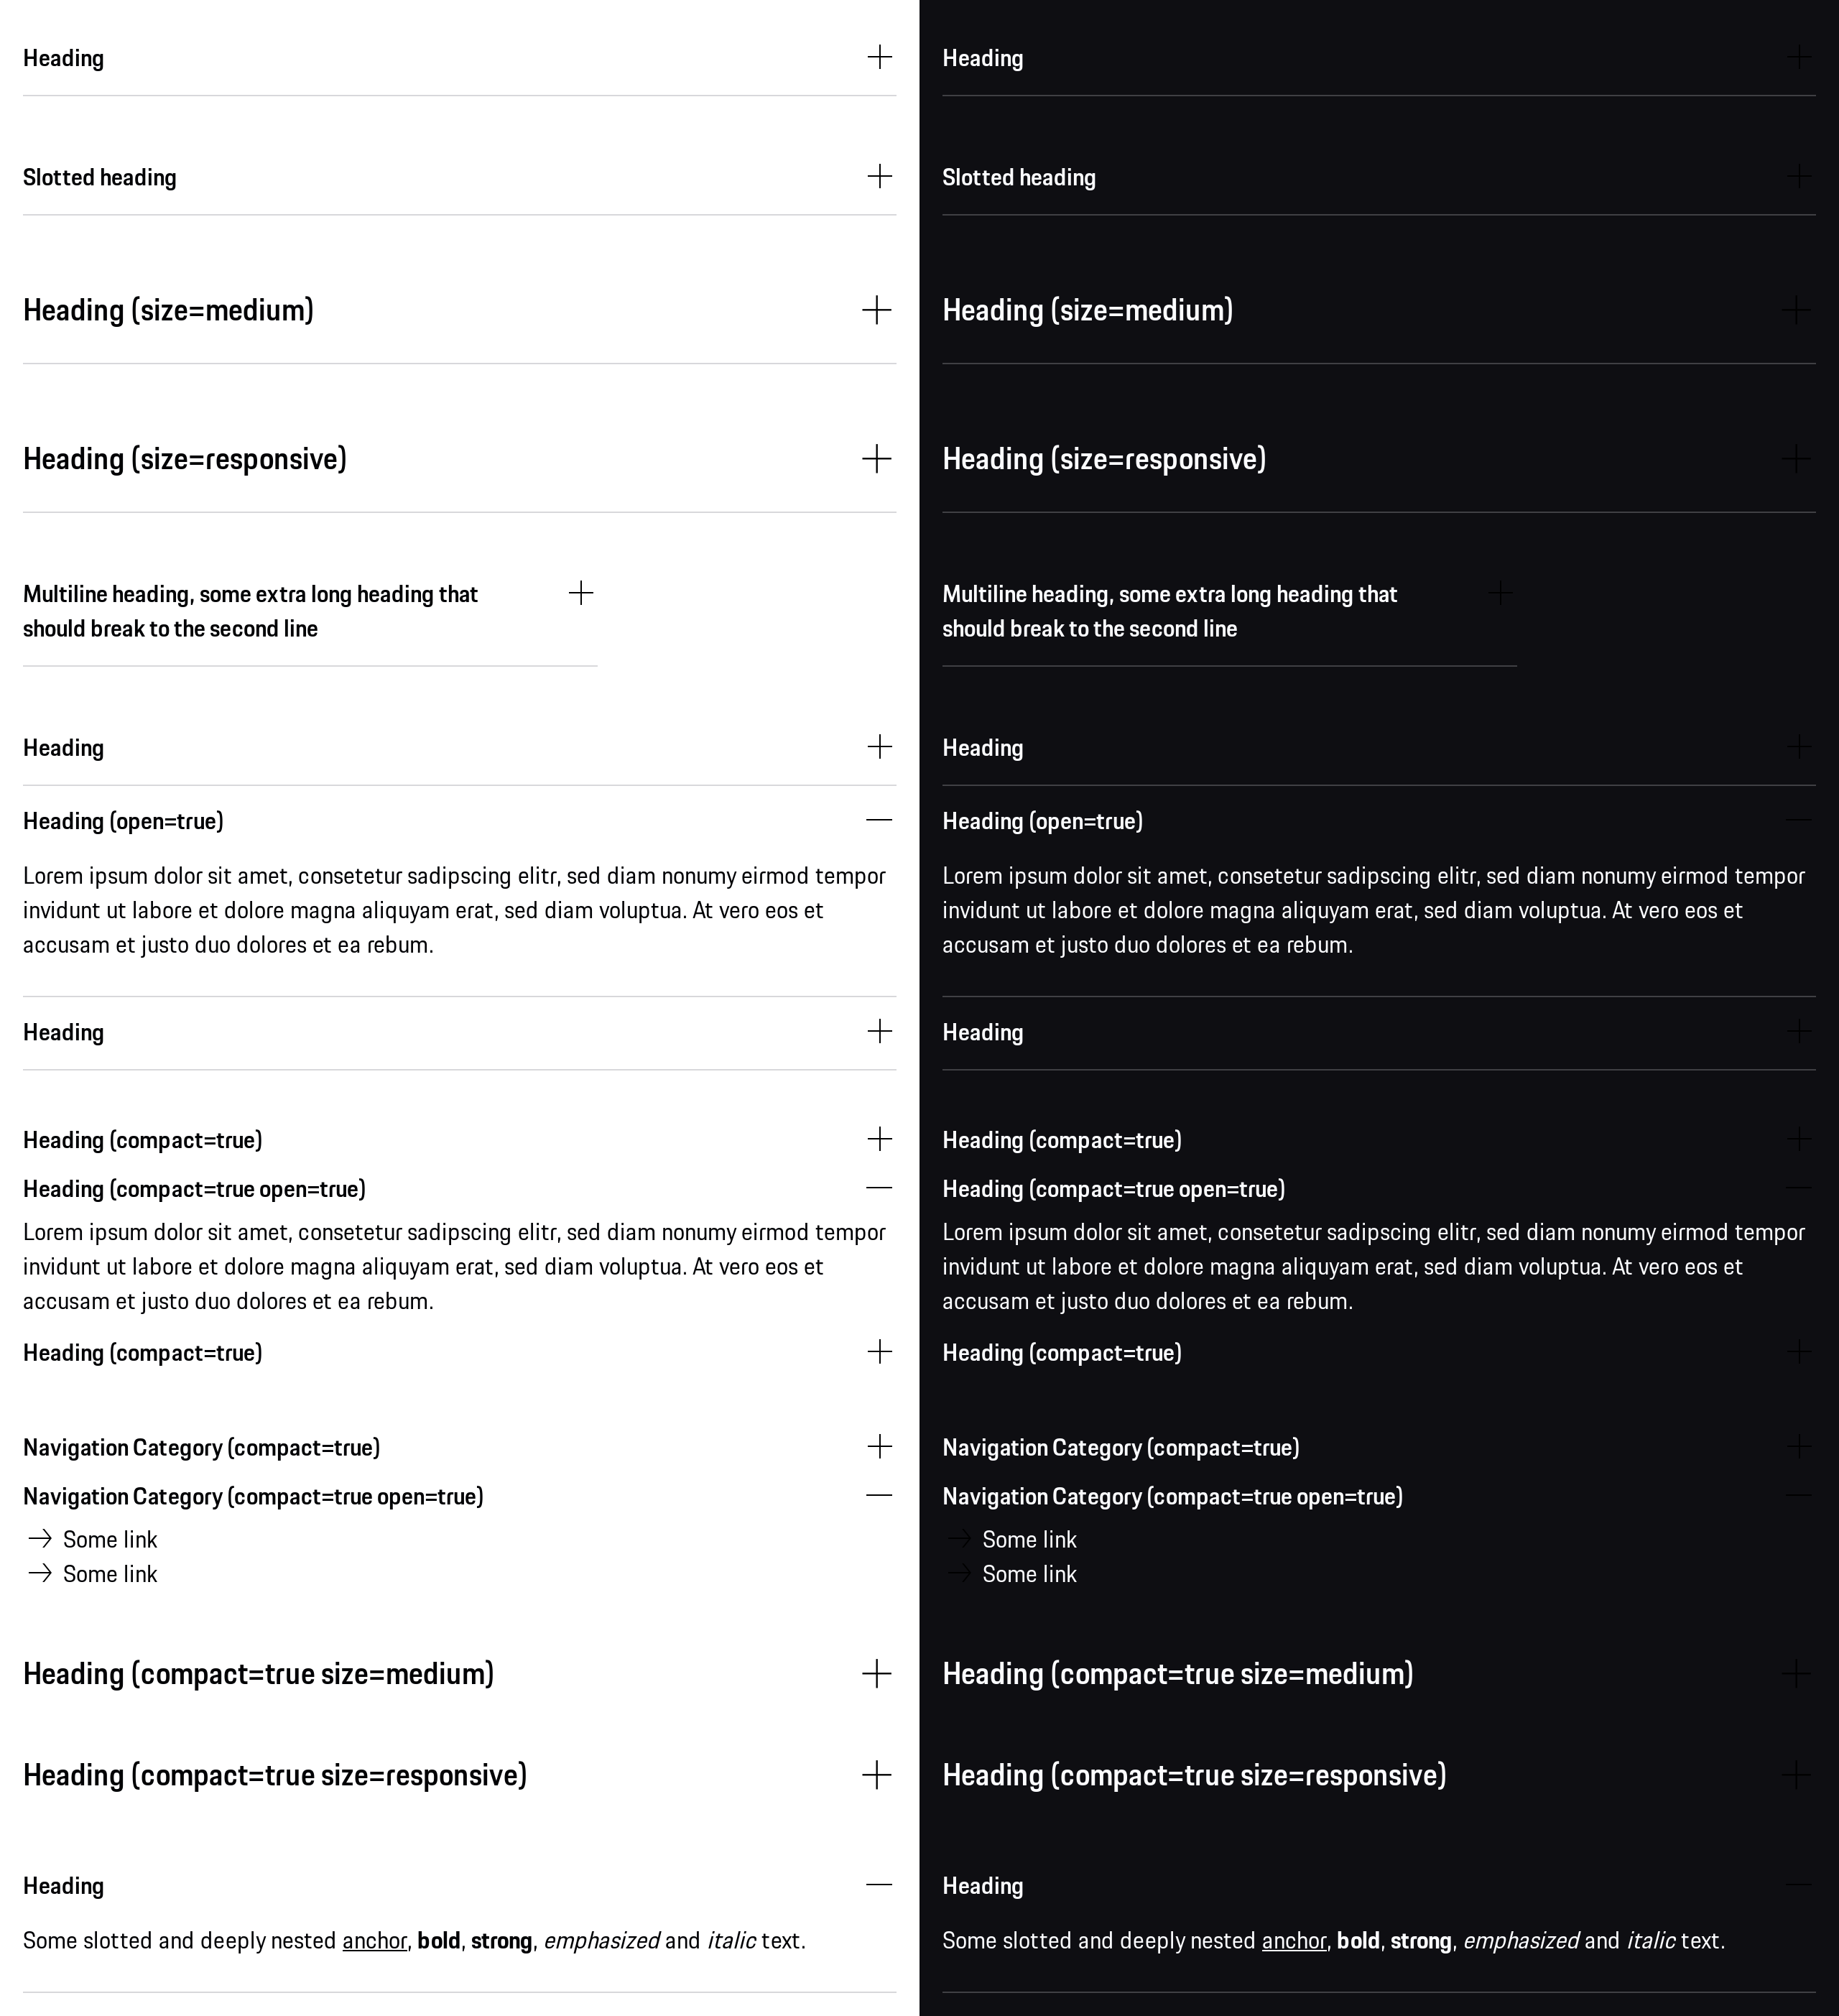 Heading
Slotted heading
Heading (size=medium)
Heading (size=responsive)
Multiline heading, some extra long heading that
should break to the second line
Heading
Heading (open=true)
Lorem ipsum dolor sit amet, consetetur sadipscing elitr, sed diam nonumy eirmod tempor
invidunt ut labore et dolore magna aliquyam erat, sed diam voluptua. At vero eos et
accusam et justo duo dolores et ea rebum.
Heading
Heading (compact=true)
Heading (compact=true open=true)
Lorem ipsum dolor sit amet, consetetur sadipscing elitr, sed diam nonumy eirmod tempor
invidunt ut labore et dolore magna aliquyam erat, sed diam voluptua. At vero eos et
accusam et justo duo dolores et ea rebum.
Heading (compact=true)
Navigation Category (compact=true)
Navigation Category (compact=true open=true)
Some link
Some link
Heading (compact=true size=medium)
Heading (compact=true size=responsive)
Heading
Some slotted and deeply nested anchor, bold, strong, emphasized and italic text.
Heading
Slotted heading
Heading (size=medium)
Heading (size=responsive)
Multiline heading, some extra long heading that
should break to the second line
Heading
Heading (open=true)
Lorem ipsum dolor sit amet, consetetur sadipscing elitr, sed diam nonumy eirmod tempor
invidunt ut labore et dolore magna aliquyam erat, sed diam voluptua. At vero eos et
accusam et justo duo dolores et ea rebum.
Heading
Heading (compact=true)
Heading (compact=true open=true)
Lorem ipsum dolor sit amet, consetetur sadipscing elitr, sed diam nonumy eirmod tempor
invidunt ut labore et dolore magna aliquyam erat, sed diam voluptua. At vero eos et
accusam et justo duo dolores et ea rebum.
Heading (compact=true)
Navigation Category (compact=true)
Navigation Category (compact=true open=true)
Some link
Some link
Heading (compact=true size=medium)
Heading (compact=true size=responsive)
Heading
Some slotted and deeply nested anchor, bold, strong, emphasized and italic text.